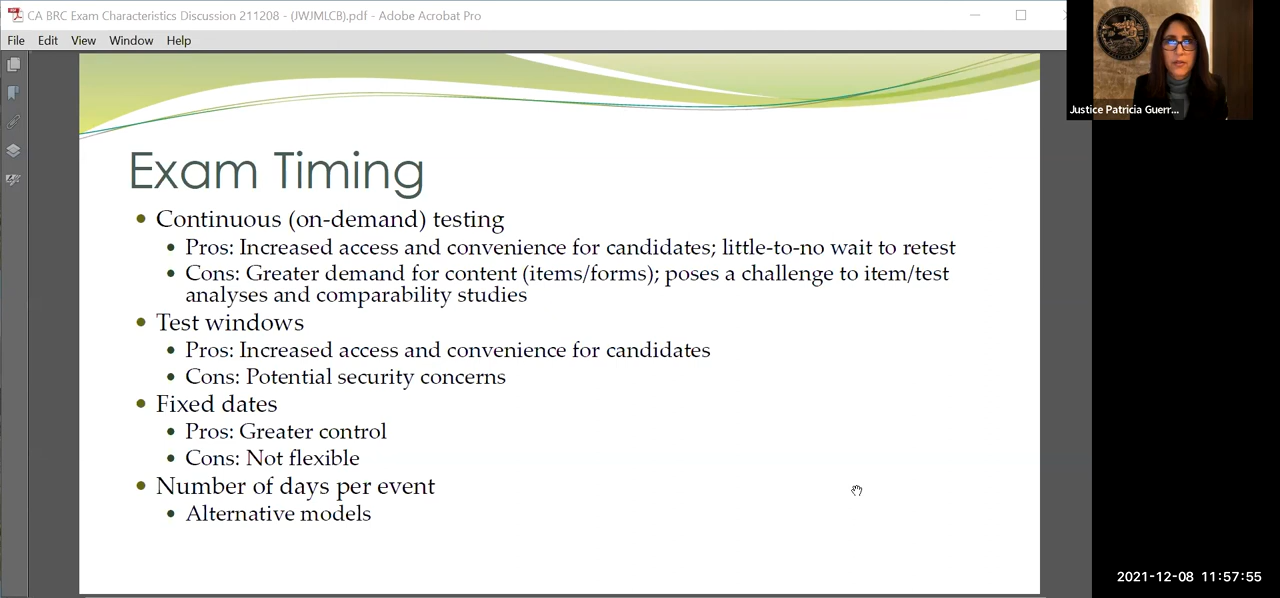 CA BRC Exam Characteristics Discussion 211208 - (JWJMLCB).pdf - Adobe Acrobat Pro
File Edit View Window Help
Justice Patricia Guerr...
Exam Timing
• Continuous (on-demand) testing
• Pros: Increased access and convenience for candidates; little-to-no wait to retest
• Cons: Greater demand for content (items/forms); poses a challenge to item/test
analyses and comparability studies
• Test windows
• Pros: Increased access and convenience for candidates
• Cons: Potential security concerns
• Fixed dates
• Pros: Greater control
• Cons: Not flexible
• Number of days per event
• Alternative models
2021-12-08 11:57:55